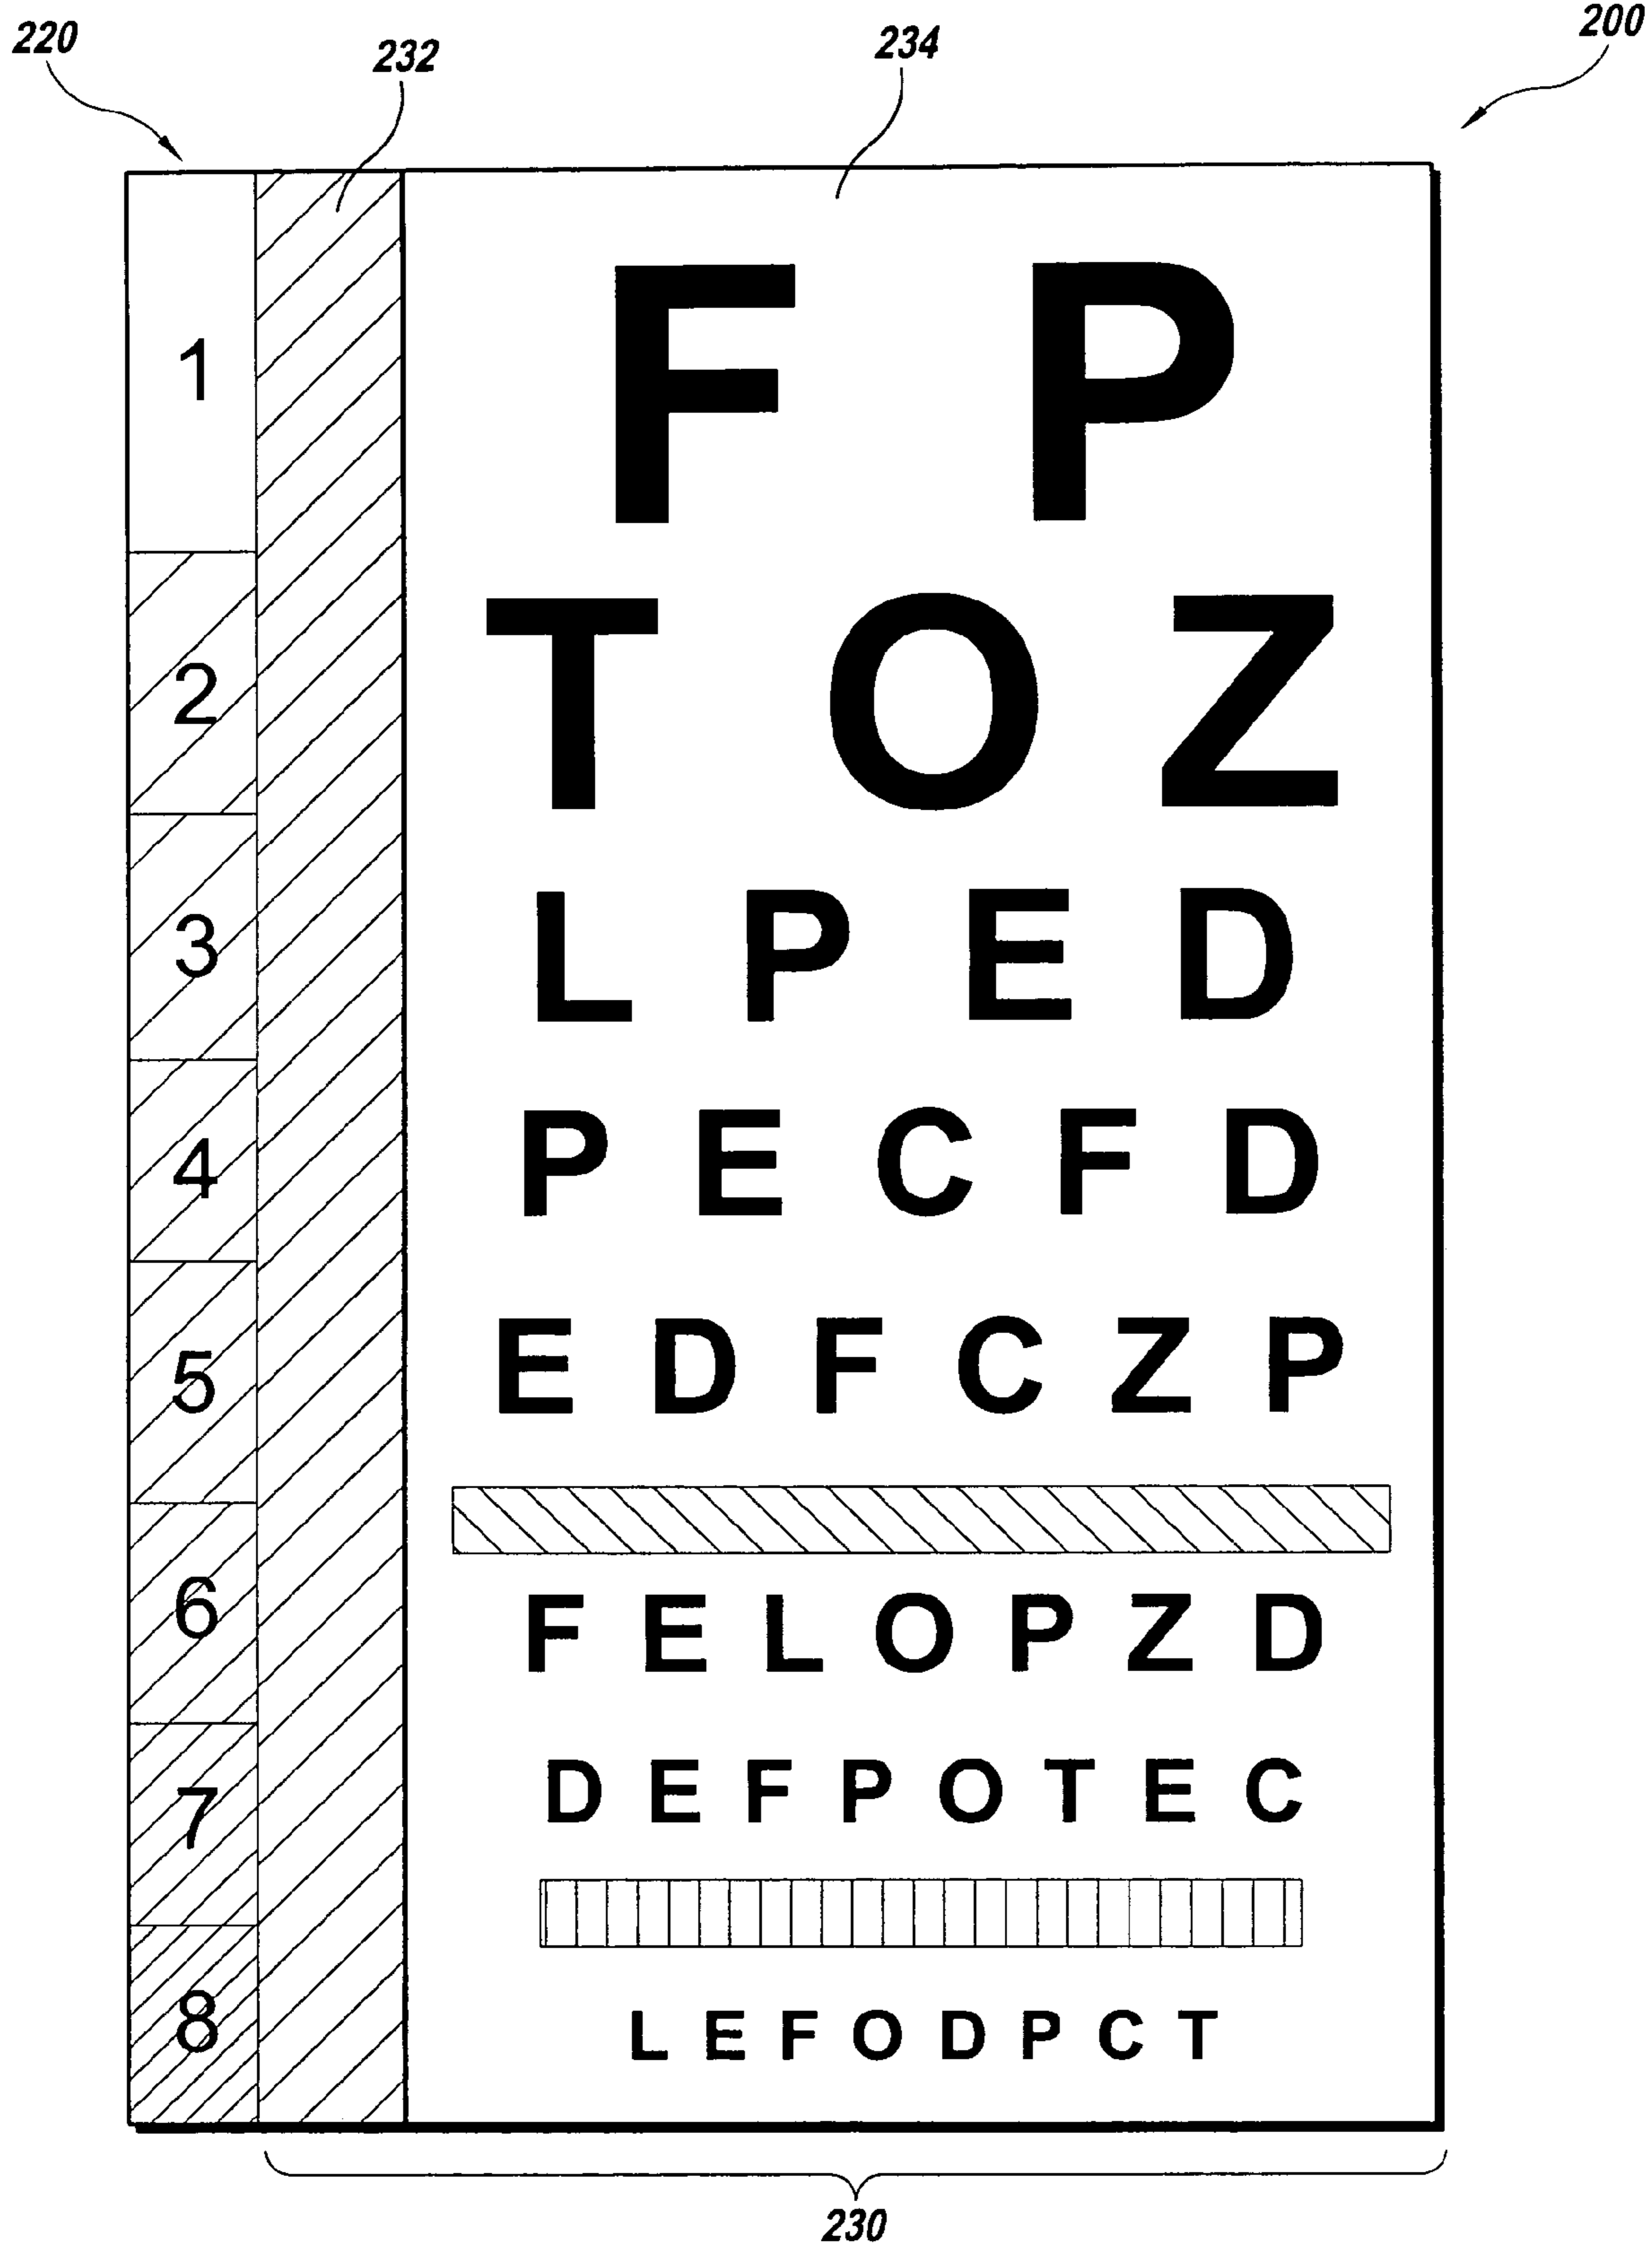 220 232 234 200
1 F P
2 T O Z
3 L P E D
4 P E C F D
5 E D F C Z P
6 F E L O P Z D
7 D E F P O T E C
8 L E F O D P C T
230